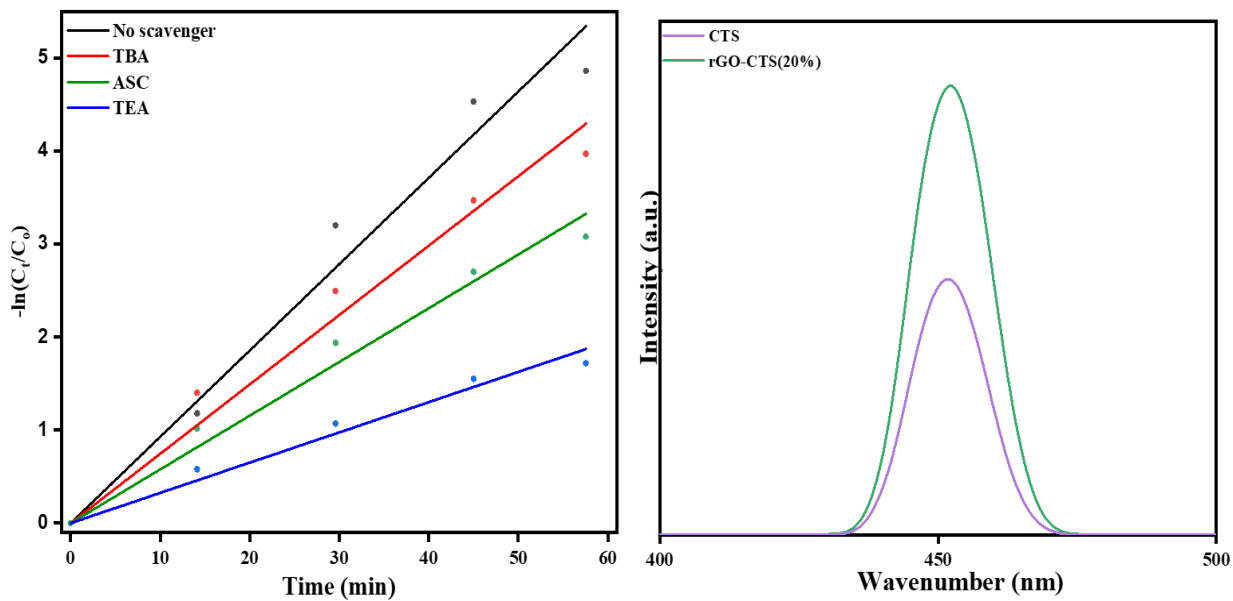 No scavenger
TBA
ASC
TEA
5
4
3
2
1
0
-ln(Cₜ/Cₒ)
0
10
20
30
40
50
60
Time (min)
CTS
rGO-CTS(20%)
Intensity (a.u.)
400
450
500
Wavenumber (nm)